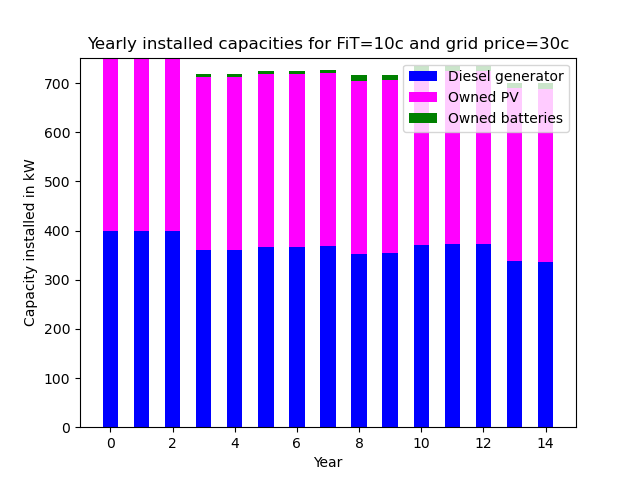 Yearly installed capacities for FiT=10c and grid price=30c
Diesel generator
Owned PV
Owned batteries
Capacity installed in kW
700
600
500
400
300
200
100
0
0 2 4 6 8 10 12 14
Year